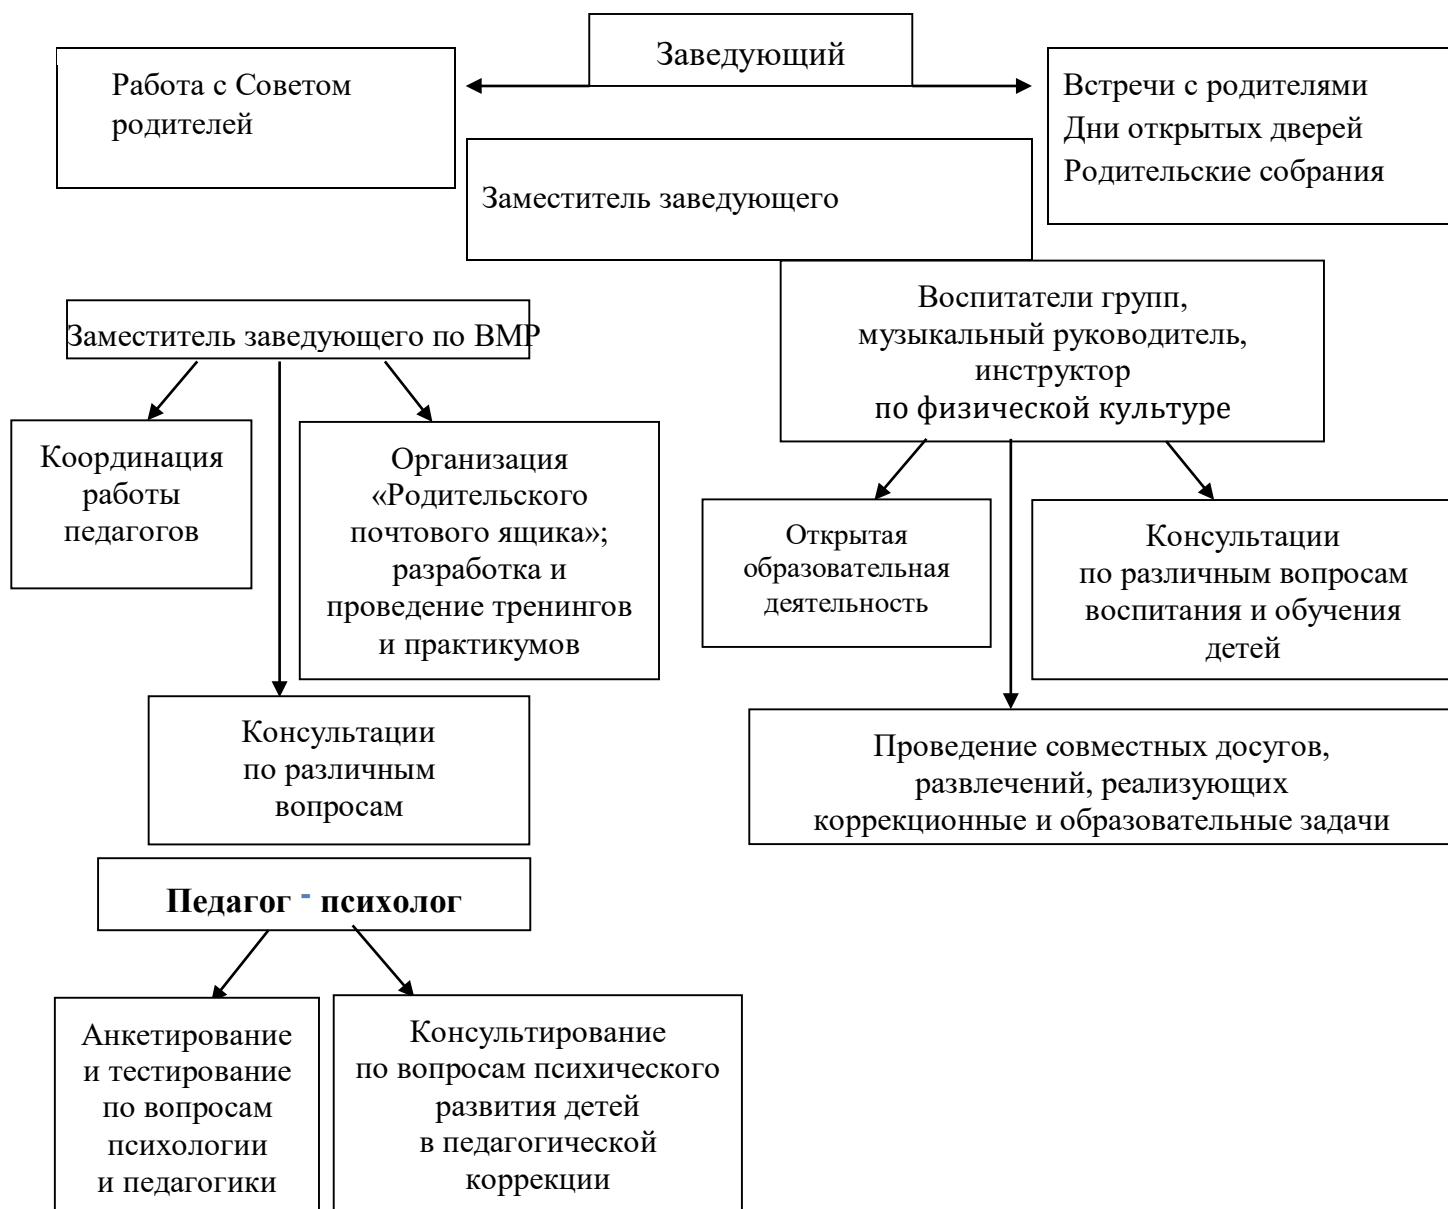 Заведующий
Работа с Советом
родителей
Встречи с родителями
Дни открытых дверей
Родительские собрания
Заместитель заведующего
Заместитель заведующего по ВМР
Координация
работы
педагогов
Организация
«Родительского
почтового ящика»;
разработка и
проведение тренингов
и практикумов
Консультации
по различным
вопросам
Воспитатели групп,
музыкальный руководитель,
инструктор
по физической культуре
Открытая
образовательная
деятельность
Консультации
по различным вопросам
воспитания и обучения
детей
Проведение совместных досугов,
развлечений, реализующих
коррекционные и образовательные задачи
Педагог - психолог
Анкетирование
и тестирование
по вопросам
психологии
и педагогики
Консультирование
по вопросам психического
развития детей
в педагогической
коррекции